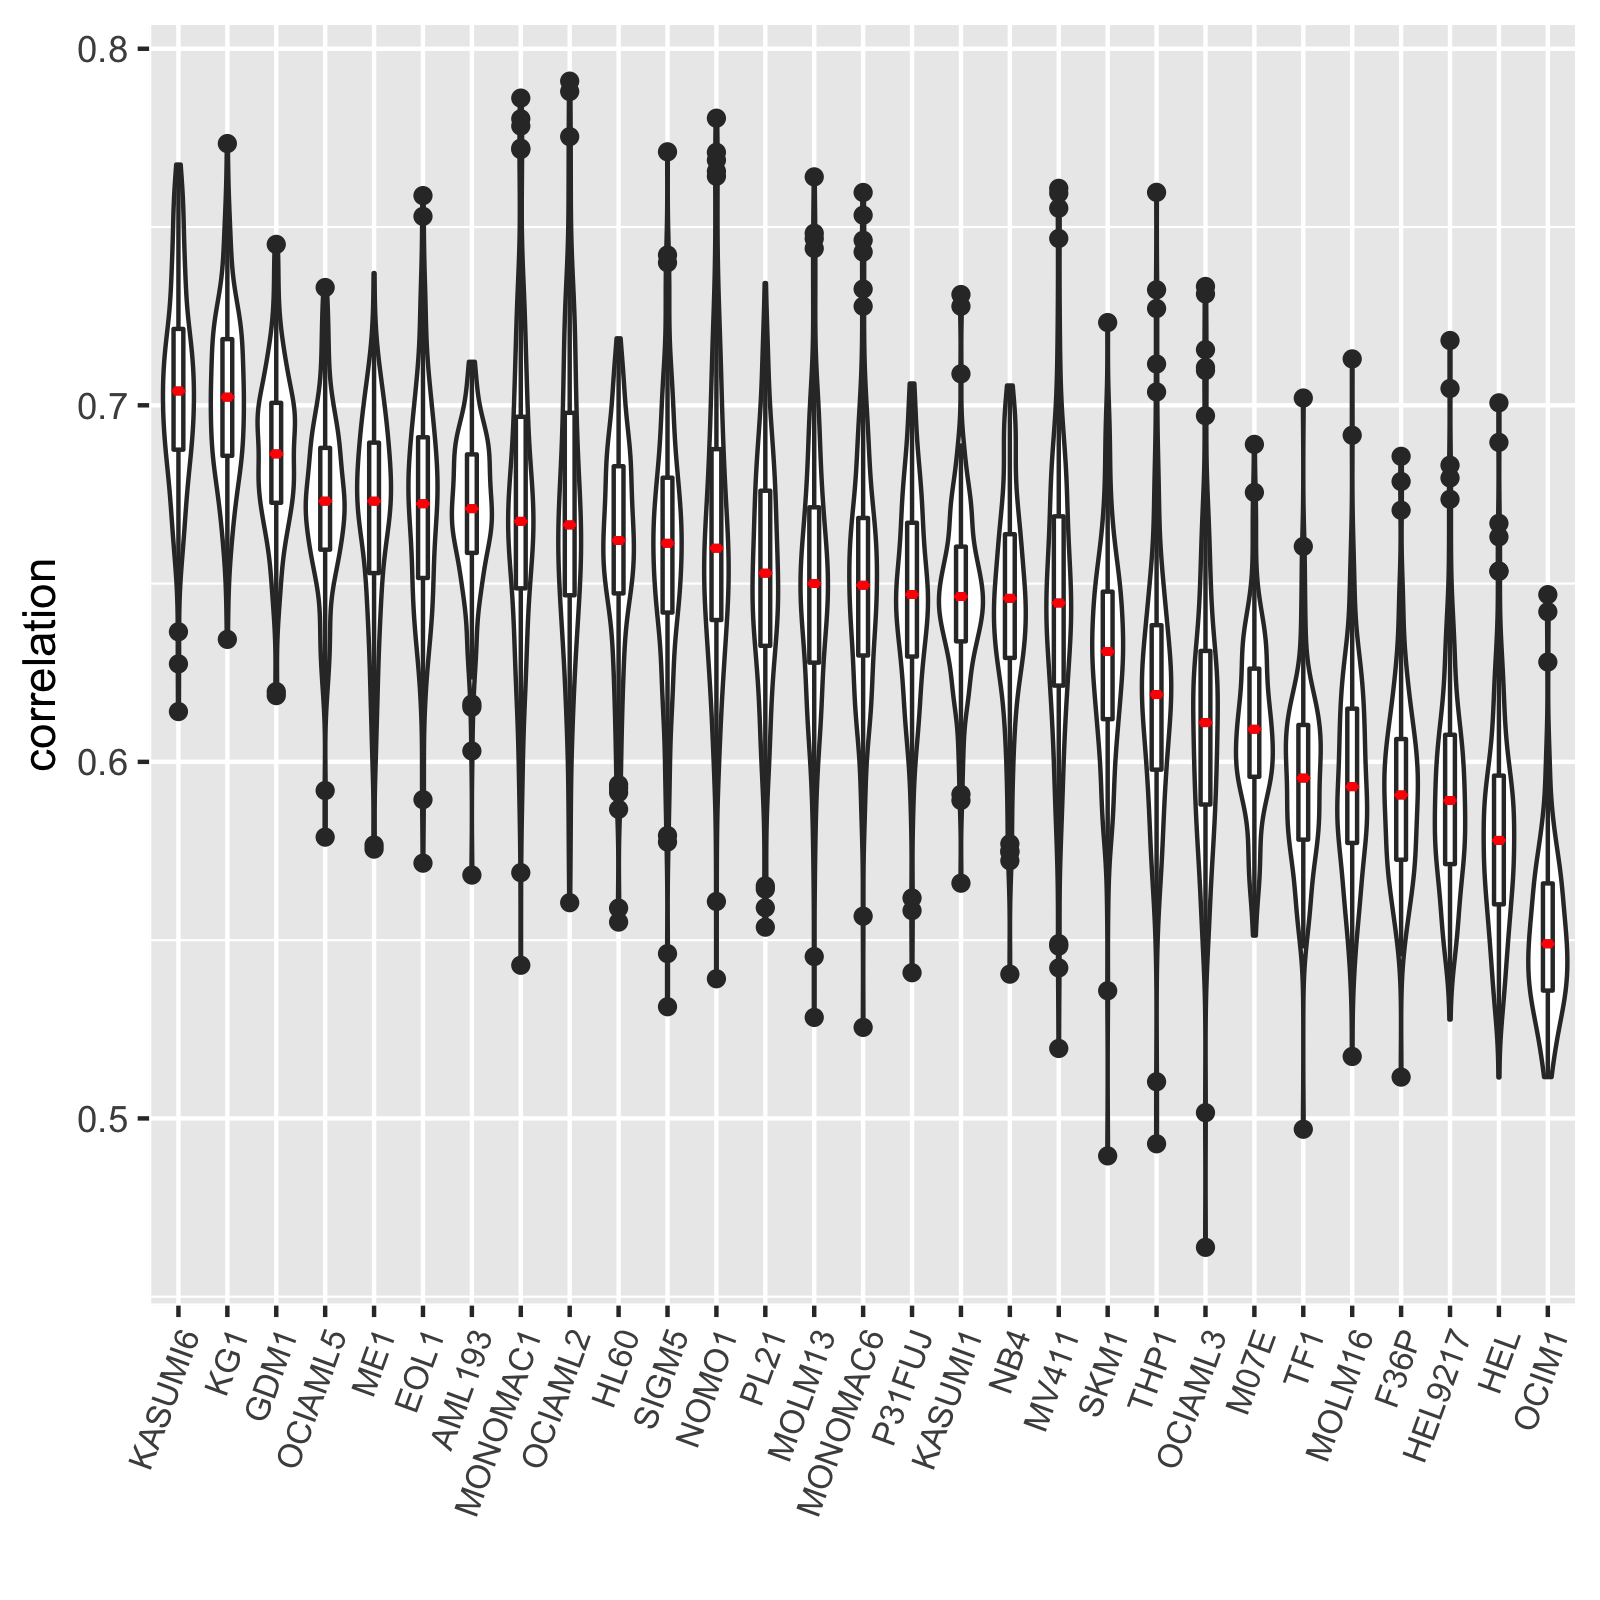 correlation
0.8
0.7
0.6
0.5
KASUMI6
KG1
GDM1
OCIAML5
ME1
EOL1
AML193
MONOMAC1
OCIAML2
HL60
SIGM5
NOMO1
PL21
MOLM13
MONOMAC6
P31FUJ
KASUMI1
NB4
MV411
SKM1
THP1
OCIAML3
M07E
TF1
MOLM16
F36P
HEL9217
HEL
OCIM1